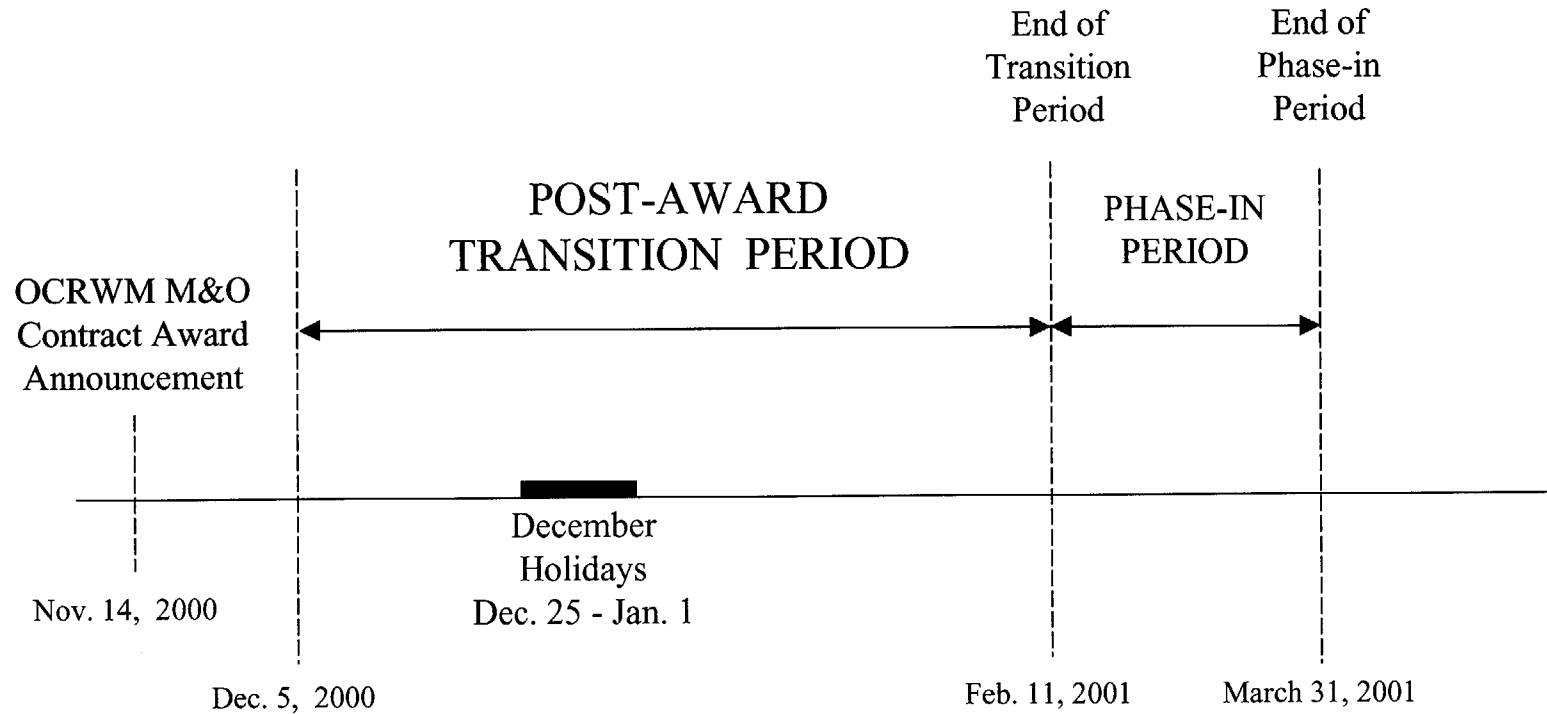 End of
Transition
Period
End of
Phase-in
Period
POST-AWARD
TRANSITION PERIOD
PHASE-IN
PERIOD
OCRWM M&O
Contract Award
Announcement
December
Holidays
Dec. 25 - Jan. 1
Nov. 14, 2000
Dec. 5, 2000
Feb. 11, 2001
March 31, 2001